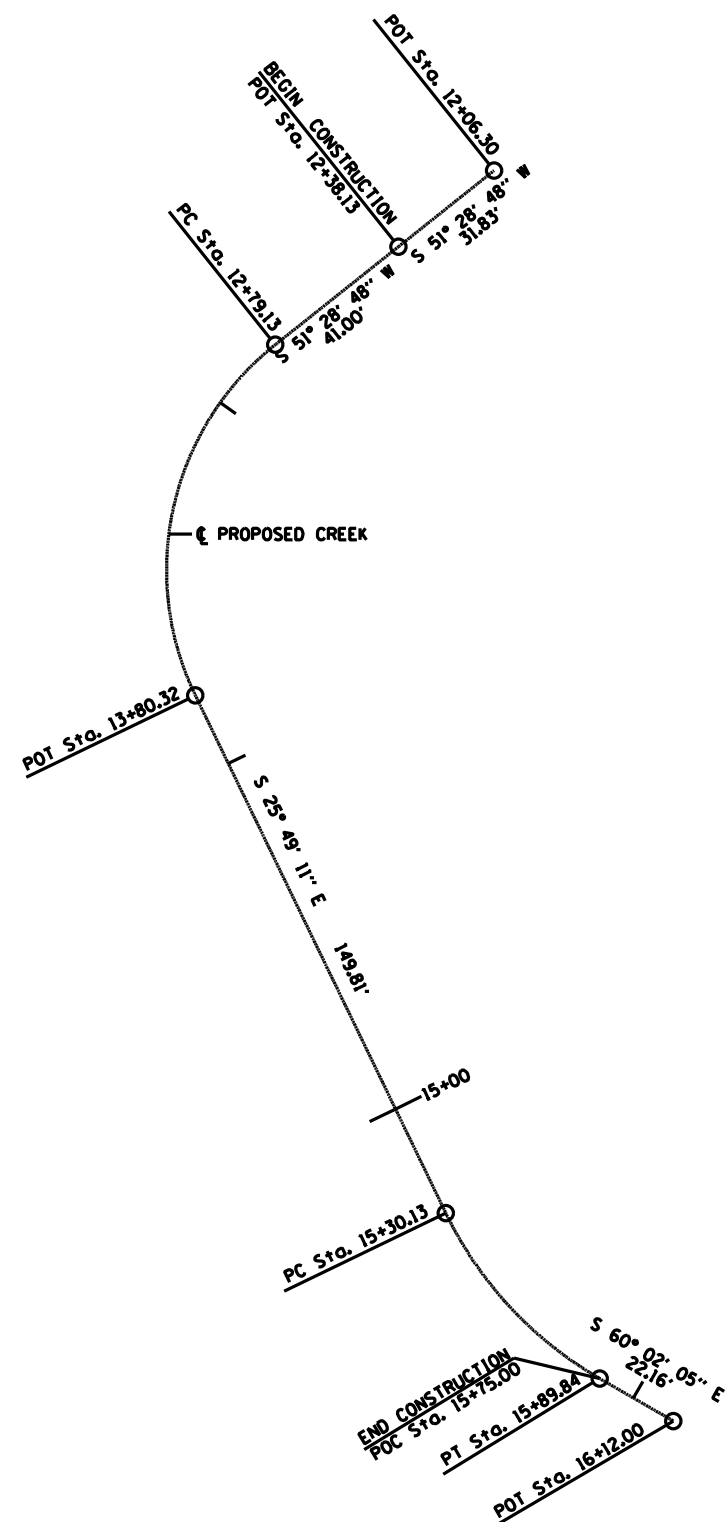 POT Sta. 12+06.30
BEGIN CONSTRUCTION
POT Sta. 12+38.13
S 51° 28' 48" W
31.83'
PC Sta. 12+79.13
S 51° 28' 48" W
41.00'
℄ PROPOSED CREEK
POT Sta. 13+80.32
S 25° 49' 11" E 149.81'
15+00
PC Sta. 15+30.13
S 60° 02' 05" E
22.16'
END CONSTRUCTION
POC Sta. 15+75.00
PT Sta. 15+89.84
POT Sta. 16+12.00